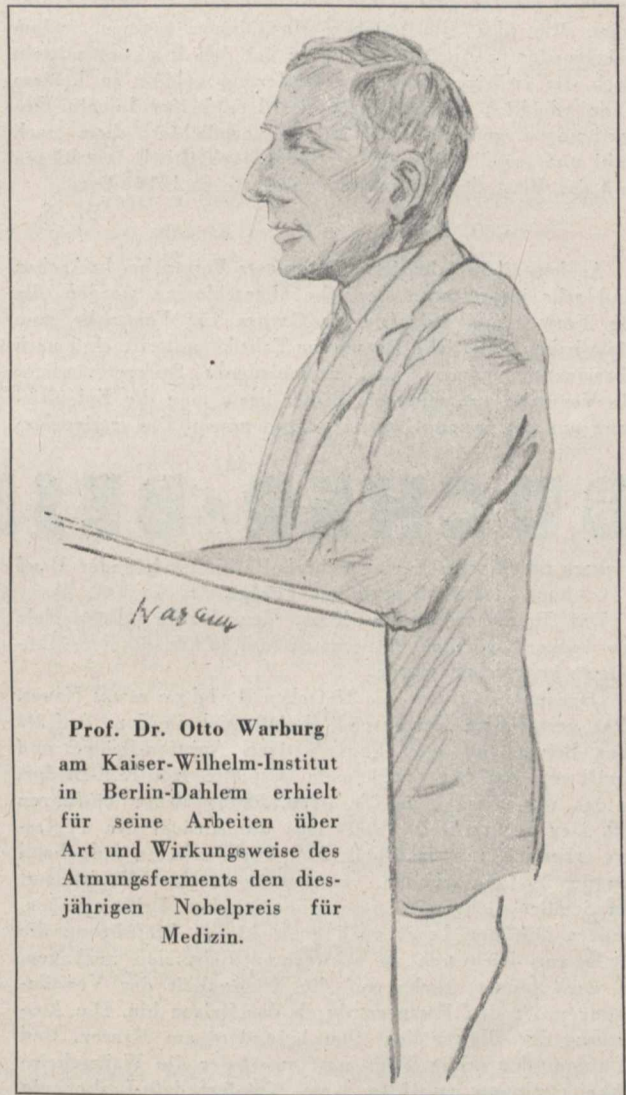 Prof. Dr. Otto Warburg
am Kaiser-Wilhelm-Institut
in Berlin-Dahlem erhielt
für seine Arbeiten über
Art und Wirkungsweise des
Atmungsferments den dies-
jährigen Nobelpreis für
Medizin.